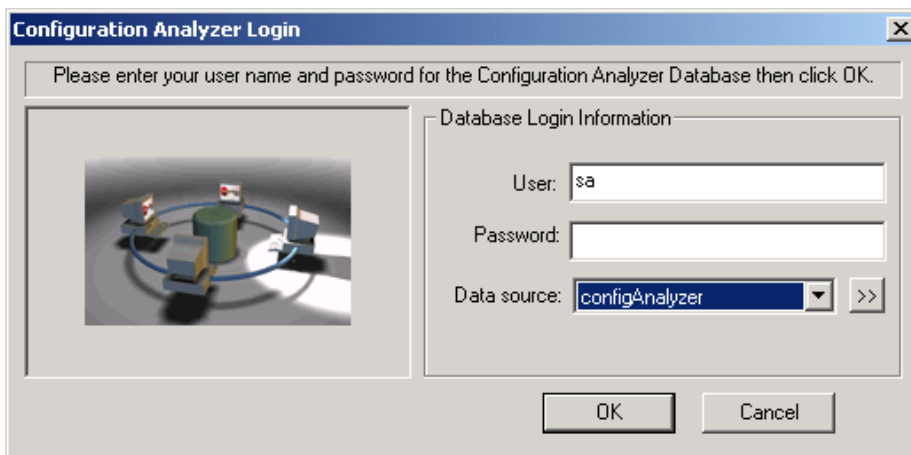 Configuration Analyzer Login
Please enter your user name and password for the Configuration Analyzer Database then click OK.
Database Login Information
User: sa
Password:
Data source: configAnalyzer >>
OK Cancel